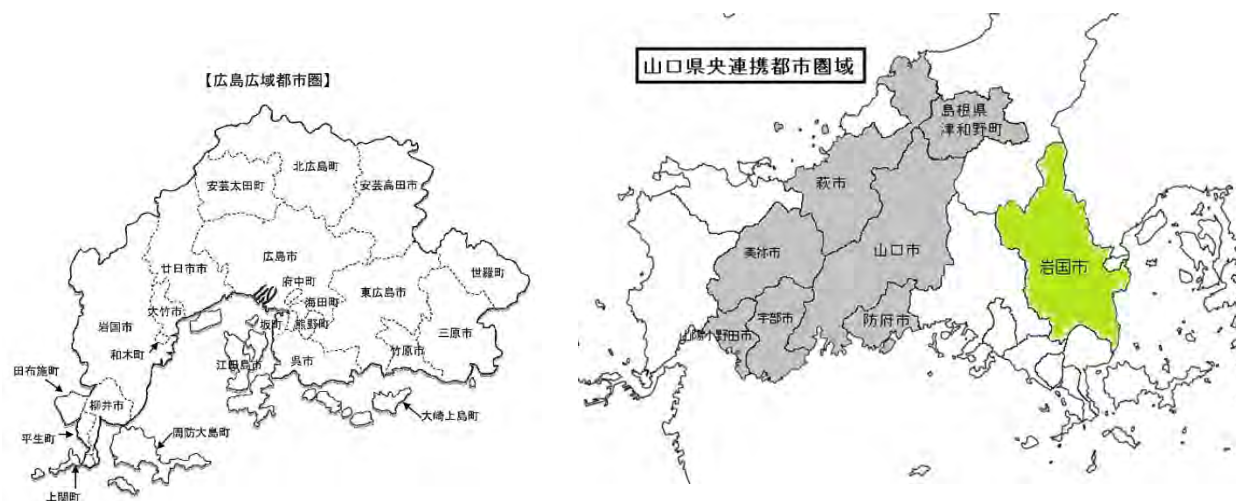 【広島広域都市圏】
北広島町
安芸太田町
安芸高田市
広島市
世羅町
廿日市市
府中町
海田町
東広島市
大竹市
岩国市
坂町
熊野町
三原市
和木町
竹原市
江田島市
呉市
田布施町
柳井市
大崎上島町
平生町
周防大島町
上関町
山口県央連携都市圏域
島根県
津和野町
萩市
美祢市
山口市
岩国市
宇部市
防府市
山陽小野田市